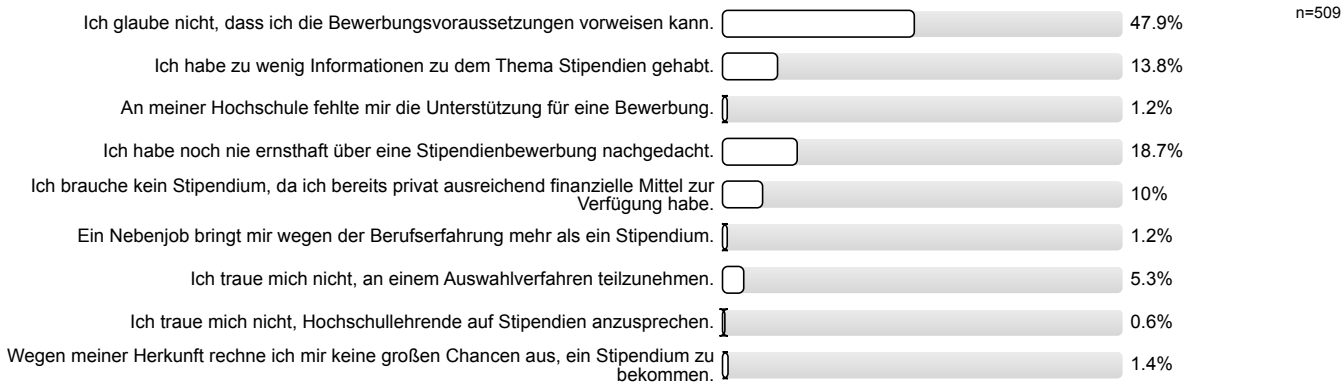 Ich glaube nicht, dass ich die Bewerbungsvoraussetzungen vorweisen kann. 47.9% n=509
Ich habe zu wenig Informationen zu dem Thema Stipendien gehabt. 13.8%
An meiner Hochschule fehlte mir die Unterstützung für eine Bewerbung. 1.2%
Ich habe noch nie ernsthaft über eine Stipendienbewerbung nachgedacht. 18.7%
Ich brauche kein Stipendium, da ich bereits privat ausreichend finanzielle Mittel zur
Verfügung habe. 10%
Ein Nebenjob bringt mir wegen der Berufserfahrung mehr als ein Stipendium. 1.2%
Ich traue mich nicht, an einem Auswahlverfahren teilzunehmen. 5.3%
Ich traue mich nicht, Hochschullehrende auf Stipendien anzusprechen. 0.6%
Wegen meiner Herkunft rechne ich mir keine großen Chancen aus, ein Stipendium zu
bekommen. 1.4%